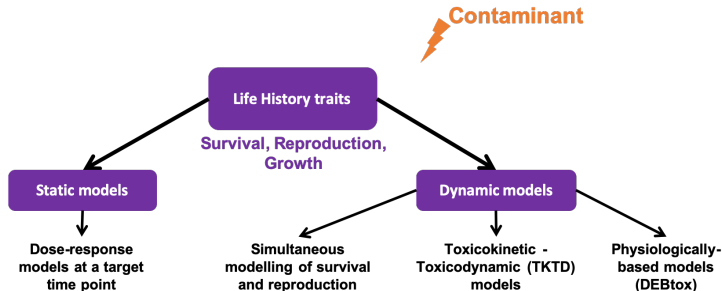 Contaminant
Life History traits
Survival, Reproduction,
Growth
Static models
Dynamic models
Dose-response
models at a target
time point
Simultaneous
modelling of survival
and reproduction
Toxicokinetic -
Toxicodynamic (TKTD)
models
Physiologically-
based models
(DEBtox)